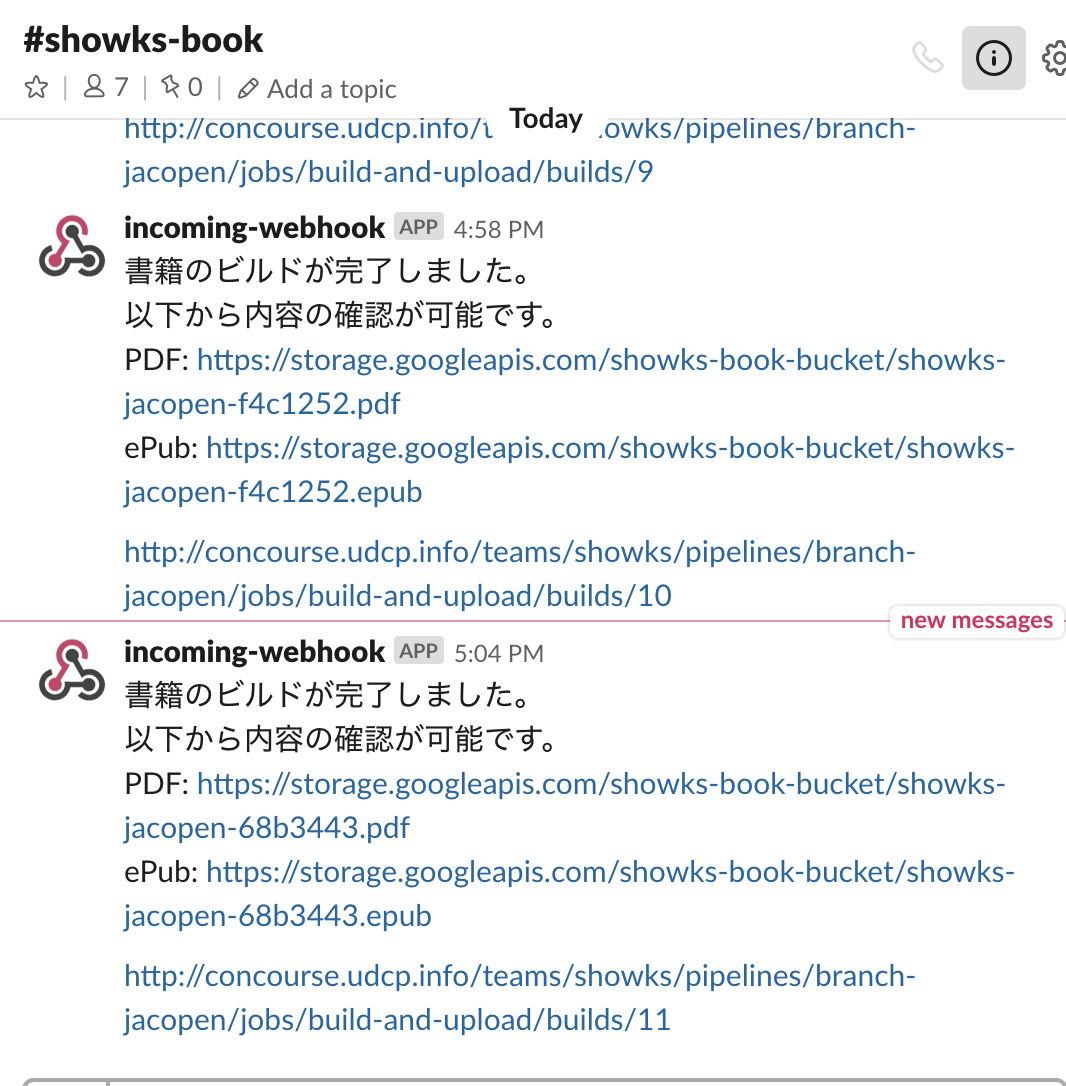 #showks-book
7 | 0 | Add a topic
Today
http://concourse.udcp.info/t owks/pipelines/branch-
jacopen/jobs/build-and-upload/builds/9
incoming-webhook APP 4:58 PM
書籍のビルドが完了しました。
以下から内容の確認が可能です。
PDF: https://storage.googleapis.com/showks-book-bucket/showks-
jacopen-f4c1252.pdf
ePub: https://storage.googleapis.com/showks-book-bucket/showks-
jacopen-f4c1252.epub
http://concourse.udcp.info/teams/showks/pipelines/branch-
jacopen/jobs/build-and-upload/builds/10
new messages
incoming-webhook APP 5:04 PM
書籍のビルドが完了しました。
以下から内容の確認が可能です。
PDF: https://storage.googleapis.com/showks-book-bucket/showks-
jacopen-68b3443.pdf
ePub: https://storage.googleapis.com/showks-book-bucket/showks-
jacopen-68b3443.epub
http://concourse.udcp.info/teams/showks/pipelines/branch-
jacopen/jobs/build-and-upload/builds/11